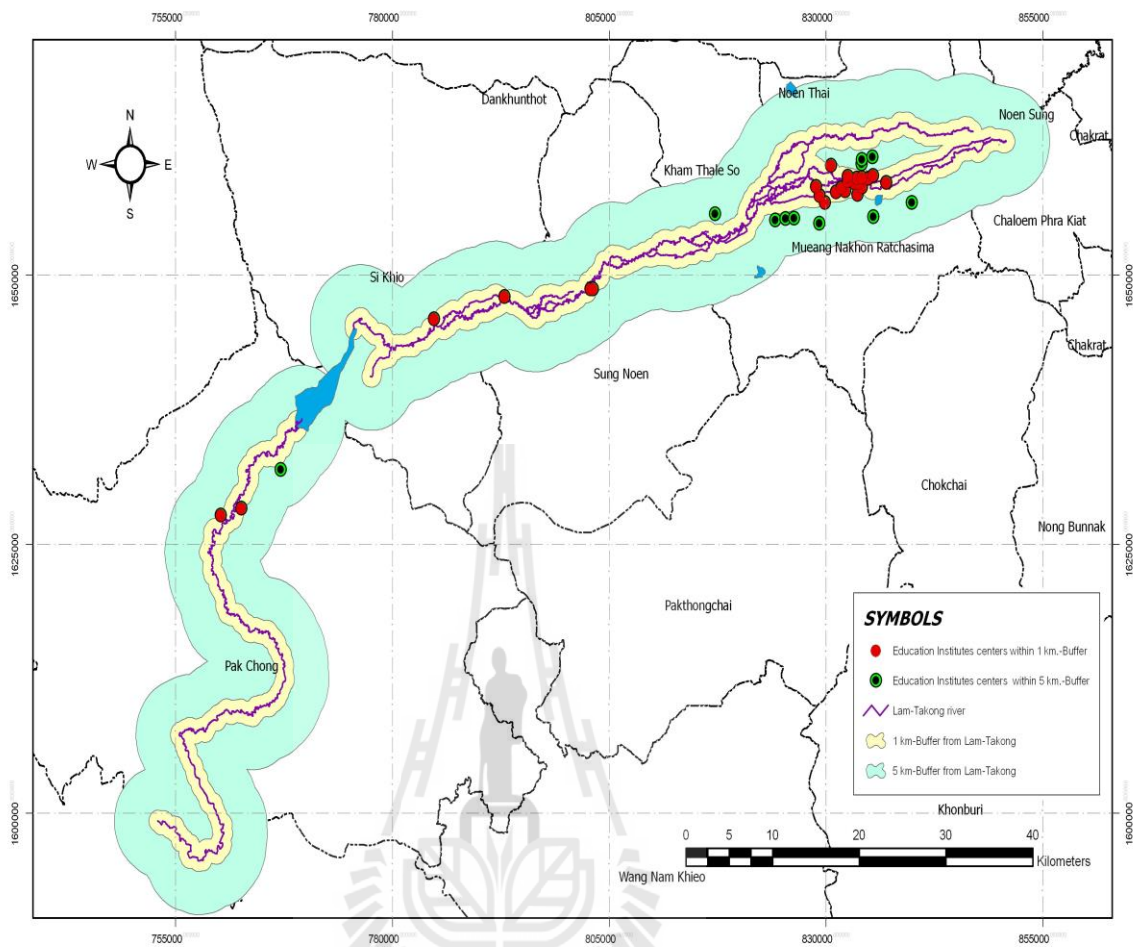 755000 780000 805000 830000 855000
N
W E
S
Dankhunthot
Noen Thai
Noen Sung
Chakrat
Kham Thale So
Chaloem Phra Kiat
Mueang Nakhon Ratchasima
Si Khio
1650000 1650000
Chakrat
Sung Noen
Chokchai
Nong Bunnak
1625000 1625000
Pakthongchai
Pak Chong
SYMBOLS
Education Institutes centers within 1 km.-Buffer
Education Institutes centers within 5 km.-Buffer
Lam-Takong river
1 km-Buffer from Lam-Takong
5 km-Buffer from Lam-Takong
Khonburi
1600000 1600000
0 5 10 20 30 40
Kilometers
Wang Nam Khieo
755000 780000 805000 830000 855000